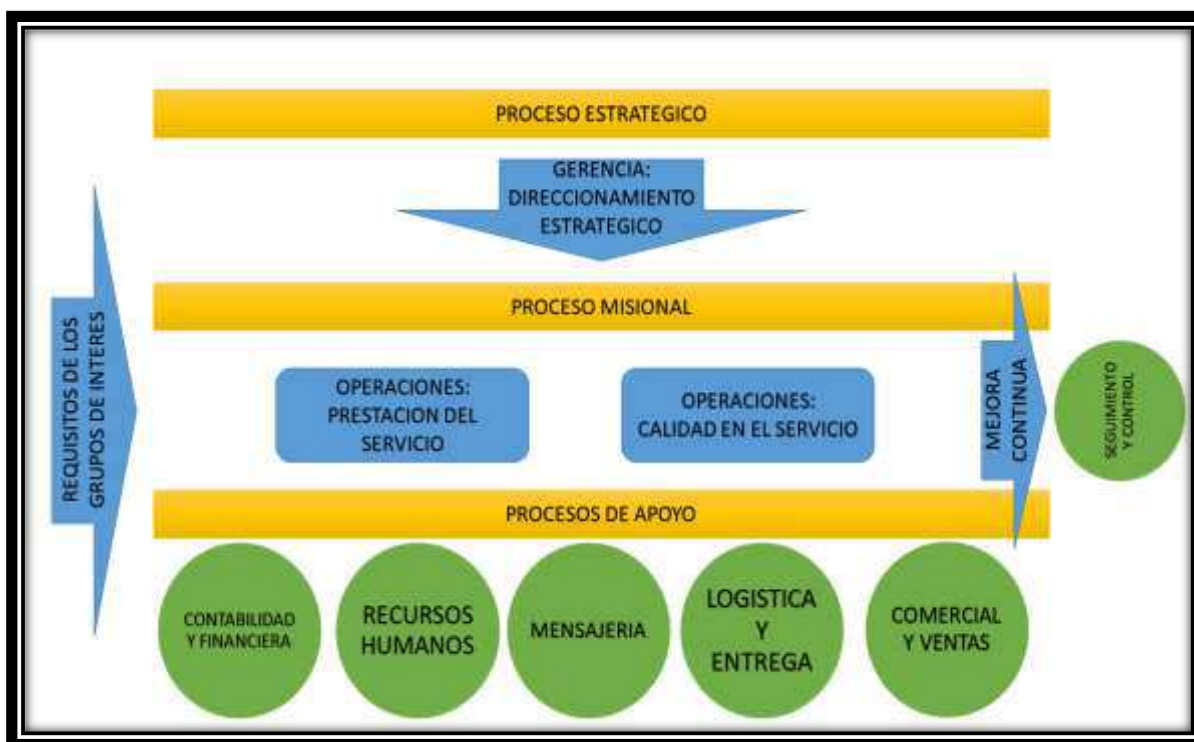 PROCESO ESTRATEGICO
GERENCIA:
DIRECCIONAMIENTO
ESTRATEGICO
REQUISITOS DE LOS
GRUPOS DE INTERES
PROCESO MISIONAL
OPERACIONES:
PRESTACION DEL
SERVICIO
OPERACIONES:
CALIDAD EN EL SERVICIO
MEJORA
CONTINUA
SEGUIMIENTO
Y CONTROL
PROCESOS DE APOYO
CONTABILIDAD
Y FINANCIERA
RECURSOS
HUMANOS
MENSAJERIA
LOGISTICA
Y
ENTREGA
COMERCIAL
Y VENTAS